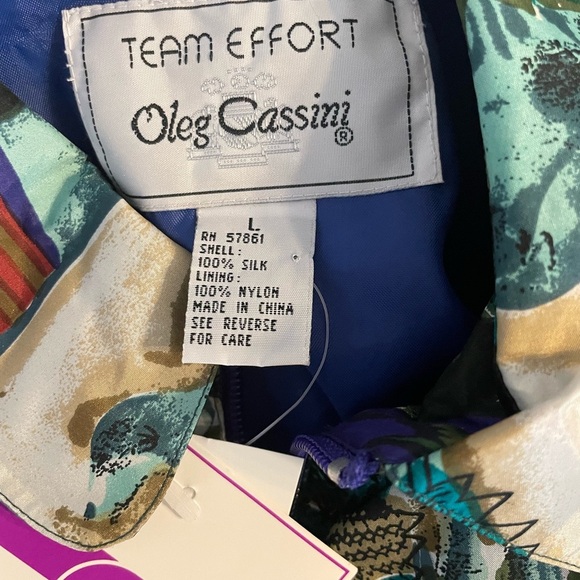 TEAM EFFORT
Oleg Cassini®
L
RN 57861
SHELL:
100% SILK
LINING:
100% NYLON
MADE IN CHINA
SEE REVERSE
FOR CARE